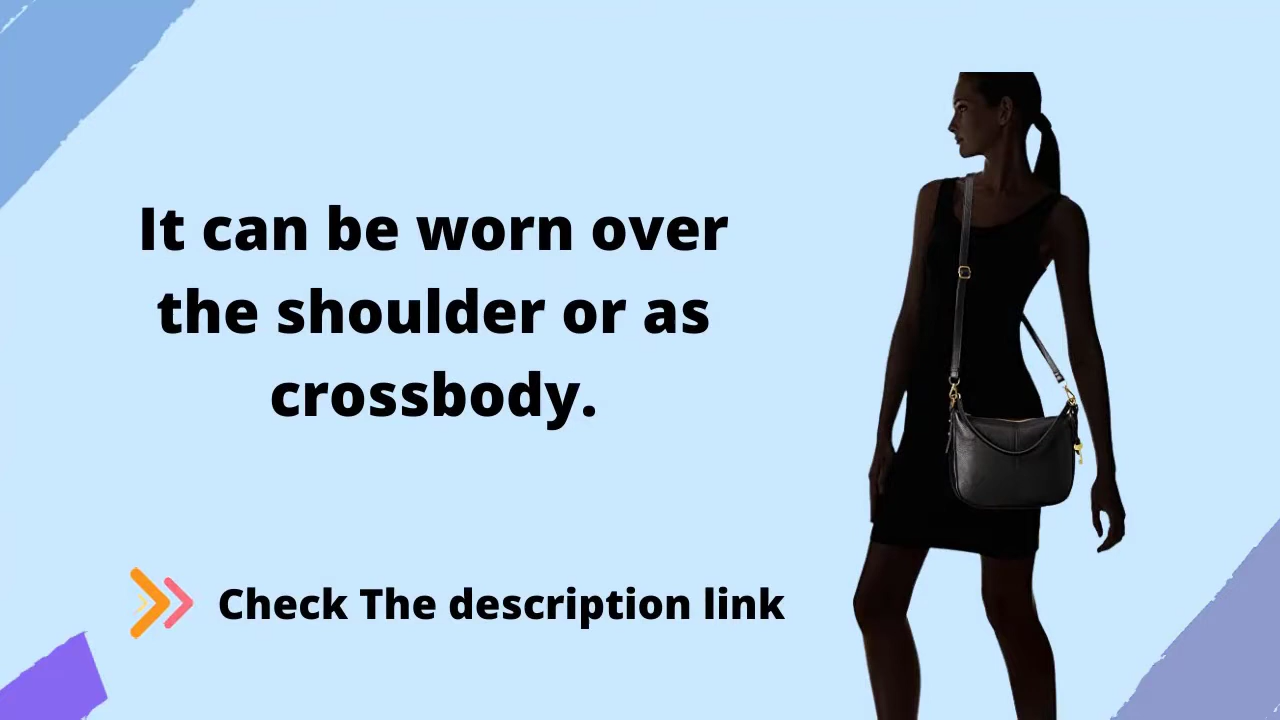 It can be worn over
the shoulder or as
crossbody.
Check The description link